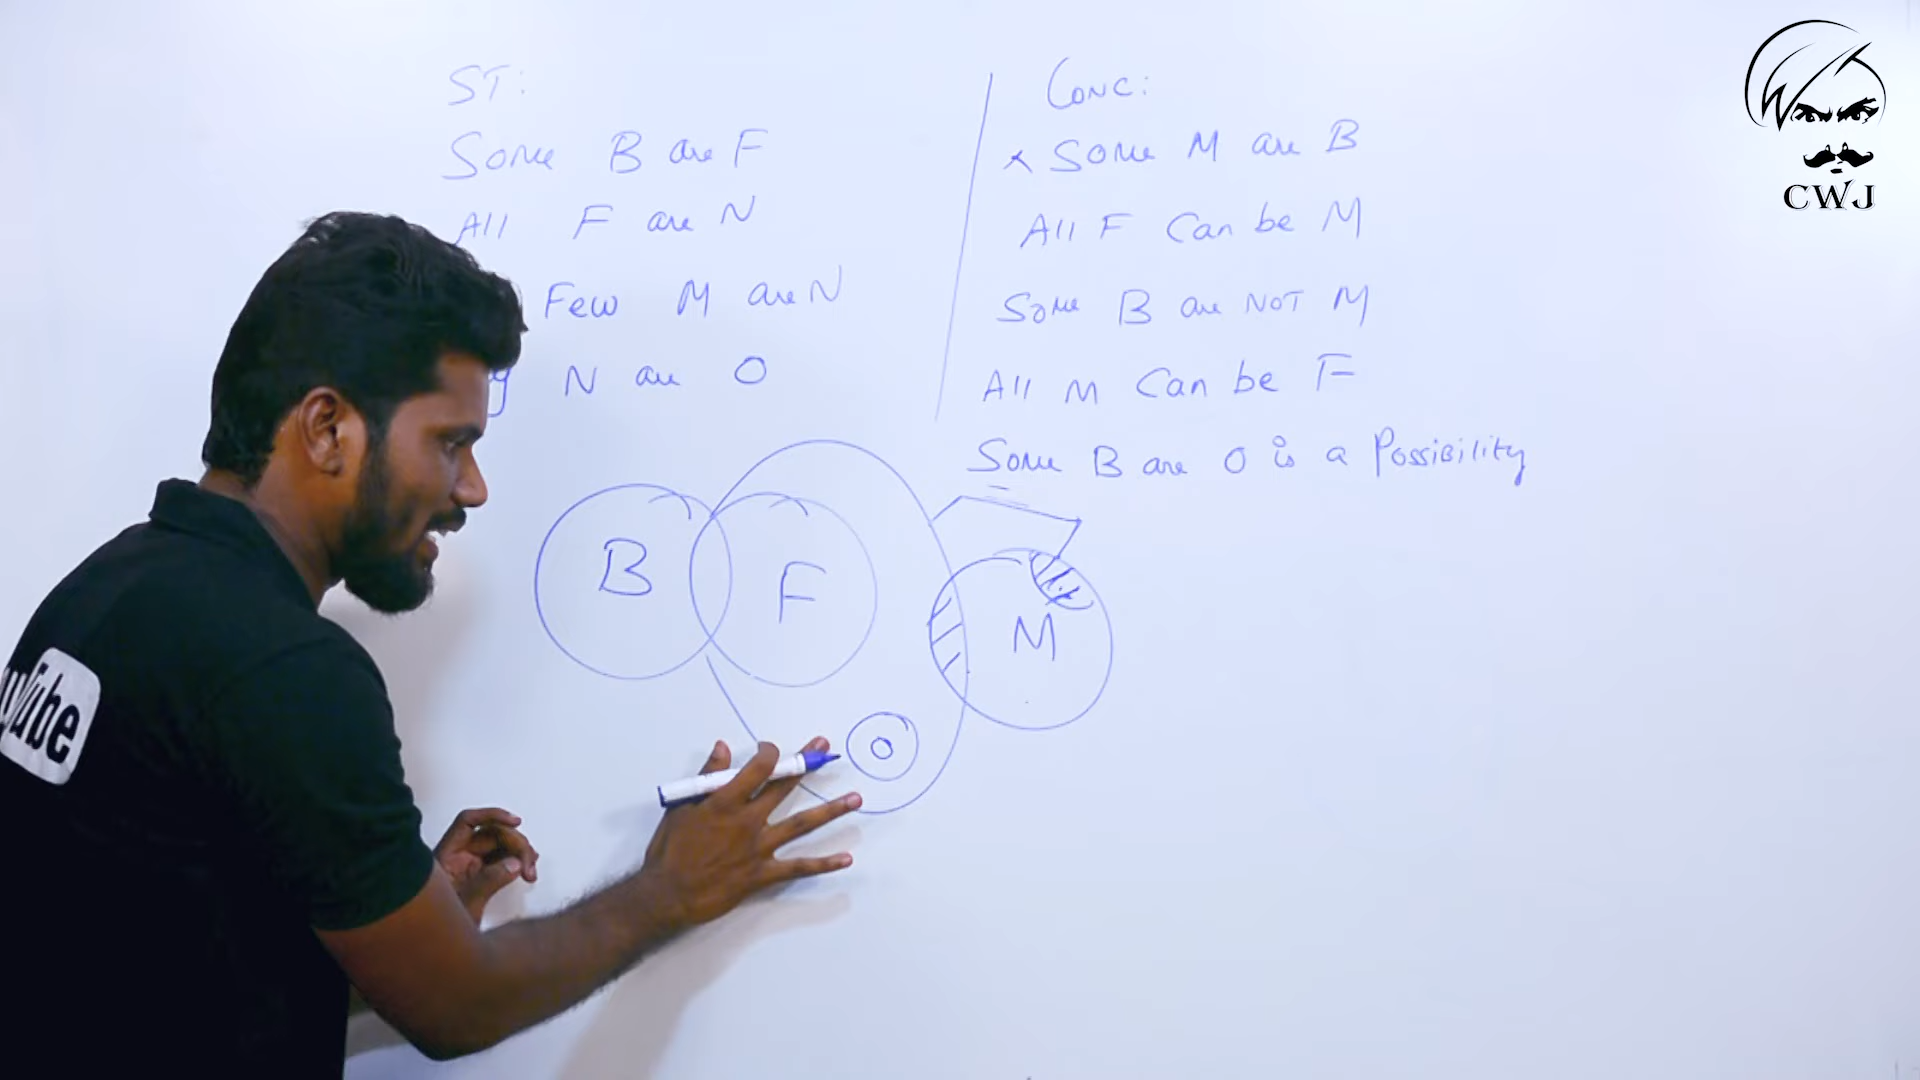 ST:
Some B are F
All F are N
Few M are N
N are O
Conc:
x Some M are B
All F Can be M
Some B are NOT M
All M Can be F
Some B are O is a Possibility
B
F
M
O
CWJ